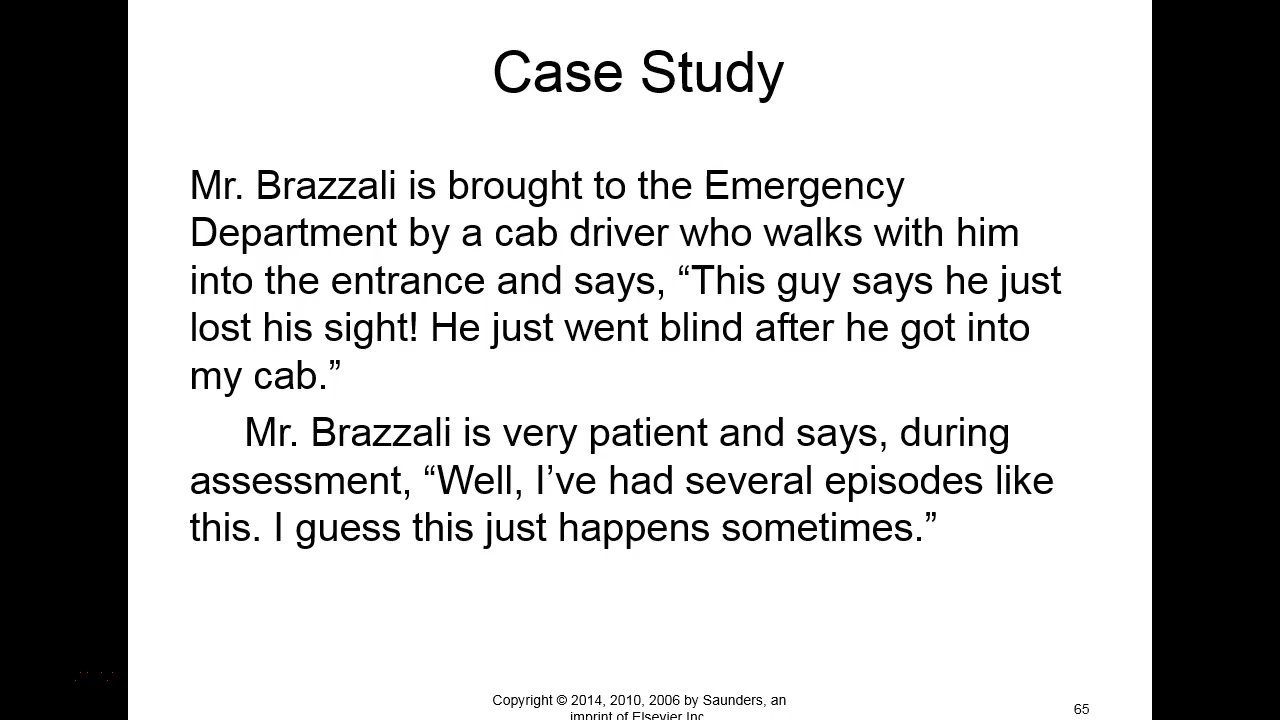 Case Study
Mr. Brazzali is brought to the Emergency
Department by a cab driver who walks with him
into the entrance and says, “This guy says he just
lost his sight! He just went blind after he got into
my cab.”
Mr. Brazzali is very patient and says, during
assessment, “Well, I’ve had several episodes like
this. I guess this just happens sometimes.”
Copyright © 2014, 2010, 2006 by Saunders, an
imprint of Elsevier Inc.
65